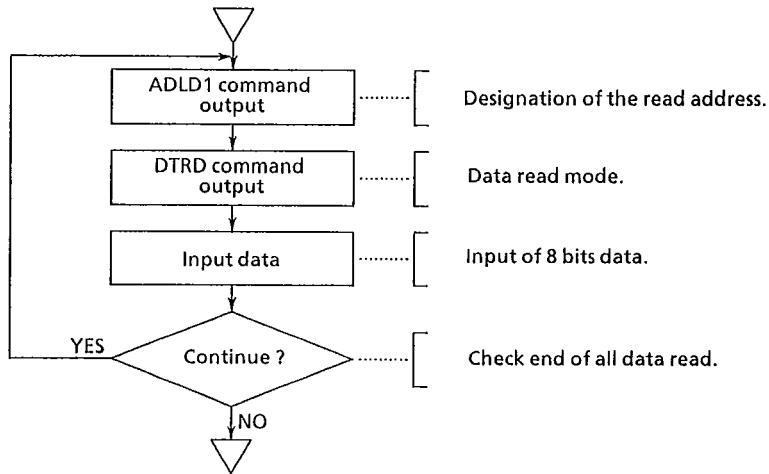 ADLD1 command
output
Designation of the read address.
DTRD command
output
Data read mode.
Input data
Input of 8 bits data.
YES
Continue ?
Check end of all data read.
NO